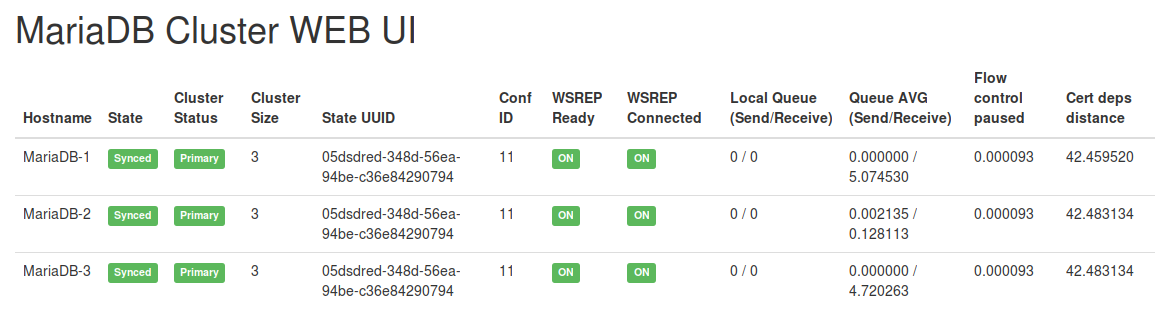 MariaDB Cluster WEB UI
Hostname State Cluster Status Cluster Size State UUID Conf ID WSREP Ready WSREP Connected Local Queue (Send/Receive) Queue AVG (Send/Receive) Flow control paused Cert deps distance
MariaDB-1 Synced Primary 3 05dsdred-348d-56ea- 11 ON ON 0 / 0 0.000000 / 0.000093 42.459520
94be-c36e84290794 5.074530
MariaDB-2 Synced Primary 3 05dsdred-348d-56ea- 11 ON ON 0 / 0 0.002135 / 0.000093 42.483134
94be-c36e84290794 0.128113
MariaDB-3 Synced Primary 3 05dsdred-348d-56ea- 11 ON ON 0 / 0 0.000000 / 0.000093 42.483134
94be-c36e84290794 4.720263